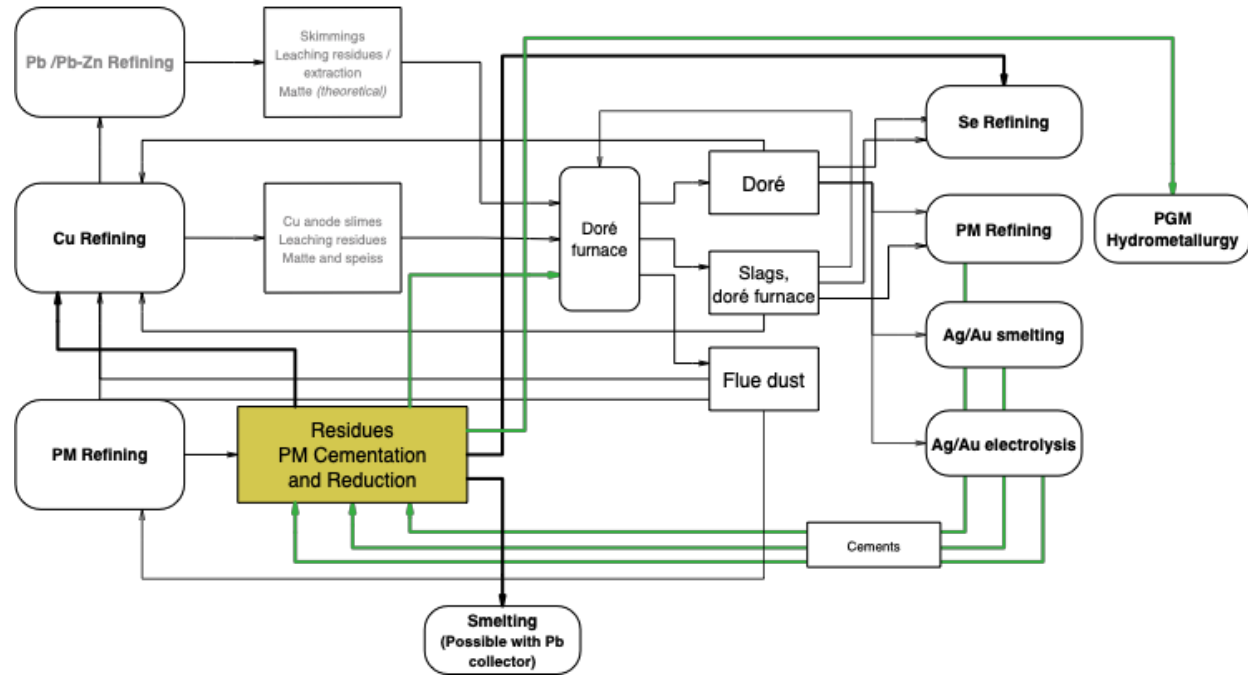 Pb /Pb-Zn Refining
Skimmings
Leaching residues /
extraction
Matte (theoretical)
Se Refining
Cu Refining
Cu anode slimes
Leaching residues
Matte and speiss
Doré
furnace
Doré
PM Refining
PGM
Hydrometallurgy
Slags,
doré furnace
Ag/Au smelting
Flue dust
PM Refining
Residues
PM Cementation
and Reduction
Ag/Au electrolysis
Cements
Smelting
(Possible with Pb
collector)